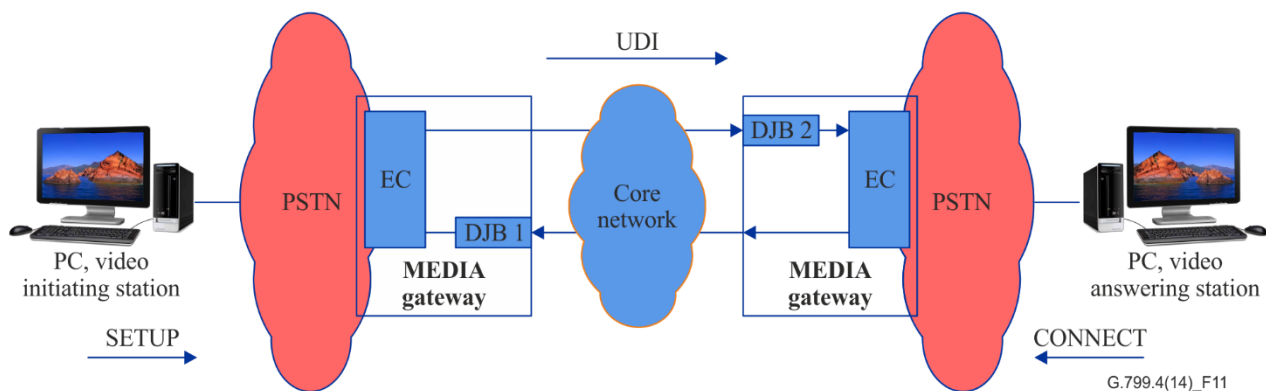 UDI
EC
DJB 2
EC
PSTN
Core
network
PSTN
DJB 1
PC, video
initiating station
MEDIA
gateway
MEDIA
gateway
PC, video
answering station
SETUP
CONNECT
G.799.4(14)_F11